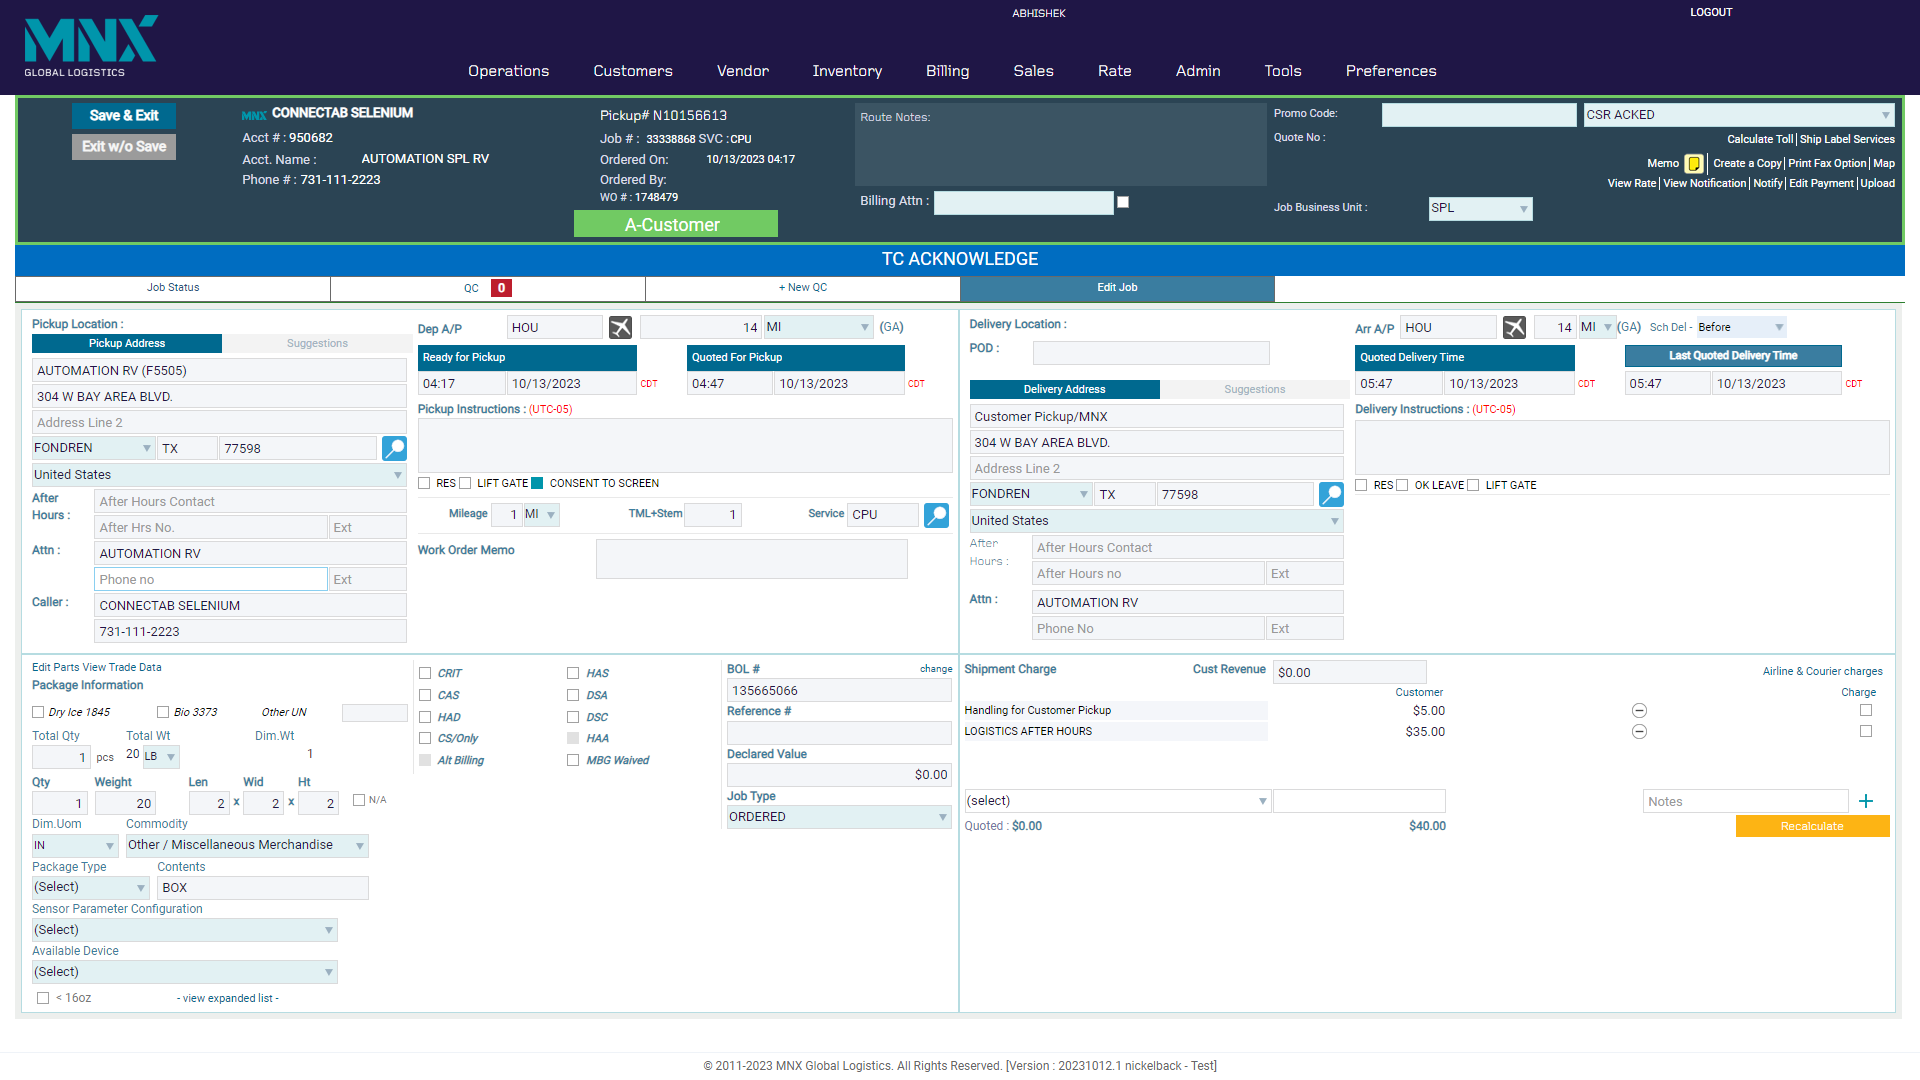 MNX
GLOBAL LOGISTICS
ABHISHEK
LOGOUT
Operations
Customers
Vendor
Inventory
Billing
Sales
Rate
Admin
Tools
Preferences
Save & Exit
Exit w/o Save
MNX CONNECTAB SELENIUM
Acct # : 950682
Acct. Name : AUTOMATION SPL RV
Phone # : 731-111-2223
Pickup# N10156613
Job # : 33338868 SVC :CPU
Ordered On: 10/13/2023 04:17
Ordered By:
WO # : 1748479
A-Customer
Route Notes:
Billing Attn :
Promo Code:
CSR ACKED
Quote No :
Calculate Toll| Ship Label Services
Memo | Create a Copy| Print Fax Option| Map
View Rate| View Notification| Notify| Edit Payment| Upload
Job Business Unit : SPL
TC ACKNOWLEDGE
Job Status
QC 0
+ New QC
Edit Job
Pickup Location :
Pickup Address
Suggestions
AUTOMATION RV (F5505)
304 W BAY AREA BLVD.
Address Line 2
FONDREN TX 77598
United States
After Hours : After Hours Contact
After Hrs No. Ext
Attn : AUTOMATION RV
Phone no Ext
Caller : CONNECTAB SELENIUM
731-111-2223
Dep A/P HOU 14 MI (GA)
Ready for Pickup
Quoted For Pickup
04:17 10/13/2023 CDT
04:47 10/13/2023 CDT
Pickup Instructions : (UTC-05)
RES LIFT GATE CONSENT TO SCREEN
Mileage 1 MI TML+Stem 1 Service CPU
Work Order Memo
Delivery Location :
POD :
Delivery Address
Suggestions
Customer Pickup/MNX
304 W BAY AREA BLVD.
Address Line 2
FONDREN TX 77598
United States
After Hours : After Hours Contact
After Hours no Ext
Attn : AUTOMATION RV
Phone No Ext
Arr A/P HOU 14 MI (GA) Sch Del - Before
Quoted Delivery Time
Last Quoted Delivery Time
05:47 10/13/2023 CDT
05:47 10/13/2023 CDT
Delivery Instructions : (UTC-05)
RES OK LEAVE LIFT GATE
Edit Parts View Trade Data
Package Information
Dry Ice 1845 Bio 3373 Other UN
Total Qty Total Wt Dim.Wt
1 pcs 20 LB 1
Qty Weight Len Wid Ht
1 20 2 x 2 x 2 N/A
Dim.Uom Commodity
IN Other / Miscellaneous Merchandise
Package Type Contents
(Select) BOX
Sensor Parameter Configuration
(Select)
Available Device
(Select)
< 16oz - view expanded list -
CRIT HAS
CAS DSA
HAD DSC
CS/Only HAA
Alt Billing MBG Waived
BOL # change
135665066
Reference #
Declared Value
$0.00
Job Type
ORDERED
Shipment Charge Cust Revenue $0.00 Airline & Courier charges
Customer Charge
Handling for Customer Pickup $5.00
LOGISTICS AFTER HOURS $35.00
(select) Notes +
Quoted : $0.00 $40.00 Recalculate
© 2011-2023 MNX Global Logistics. All Rights Reserved. [Version : 20231012.1 nickelback - Test]